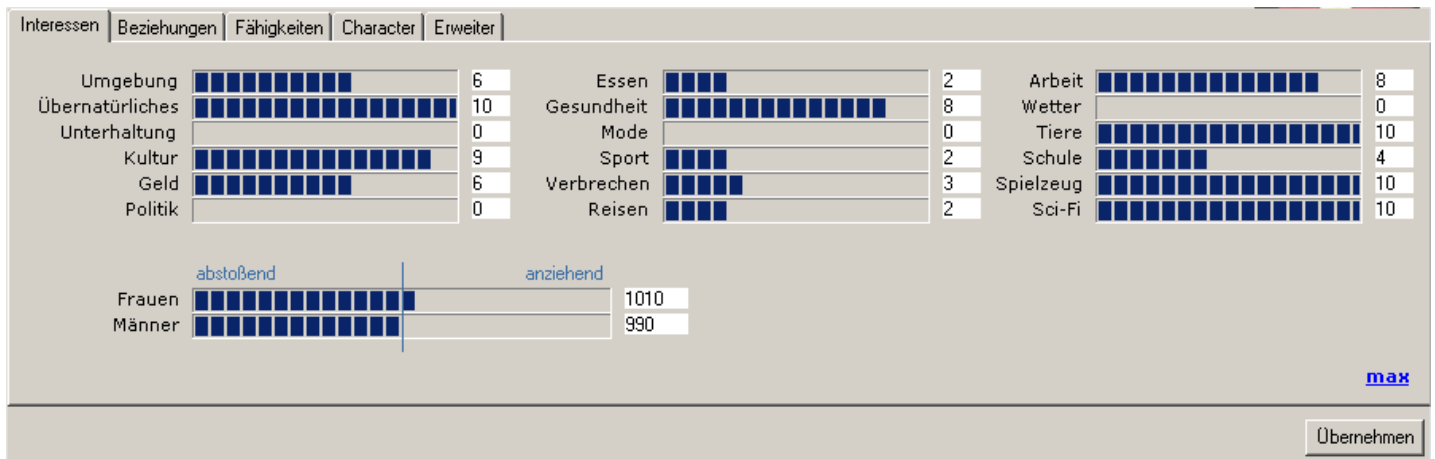 Interessen Beziehungen Fähigkeiten Character Erweiter
Umgebung 6 Essen 2 Arbeit 8
Übernatürliches 10 Gesundheit 8 Wetter 0
Unterhaltung 0 Mode 0 Tiere 10
Kultur 9 Sport 2 Schule 4
Geld 6 Verbrechen 3 Spielzeug 10
Politik 0 Reisen 2 Sci-Fi 10
abstoßend anziehend
Frauen 1010
Männer 990
max
Übernehmen